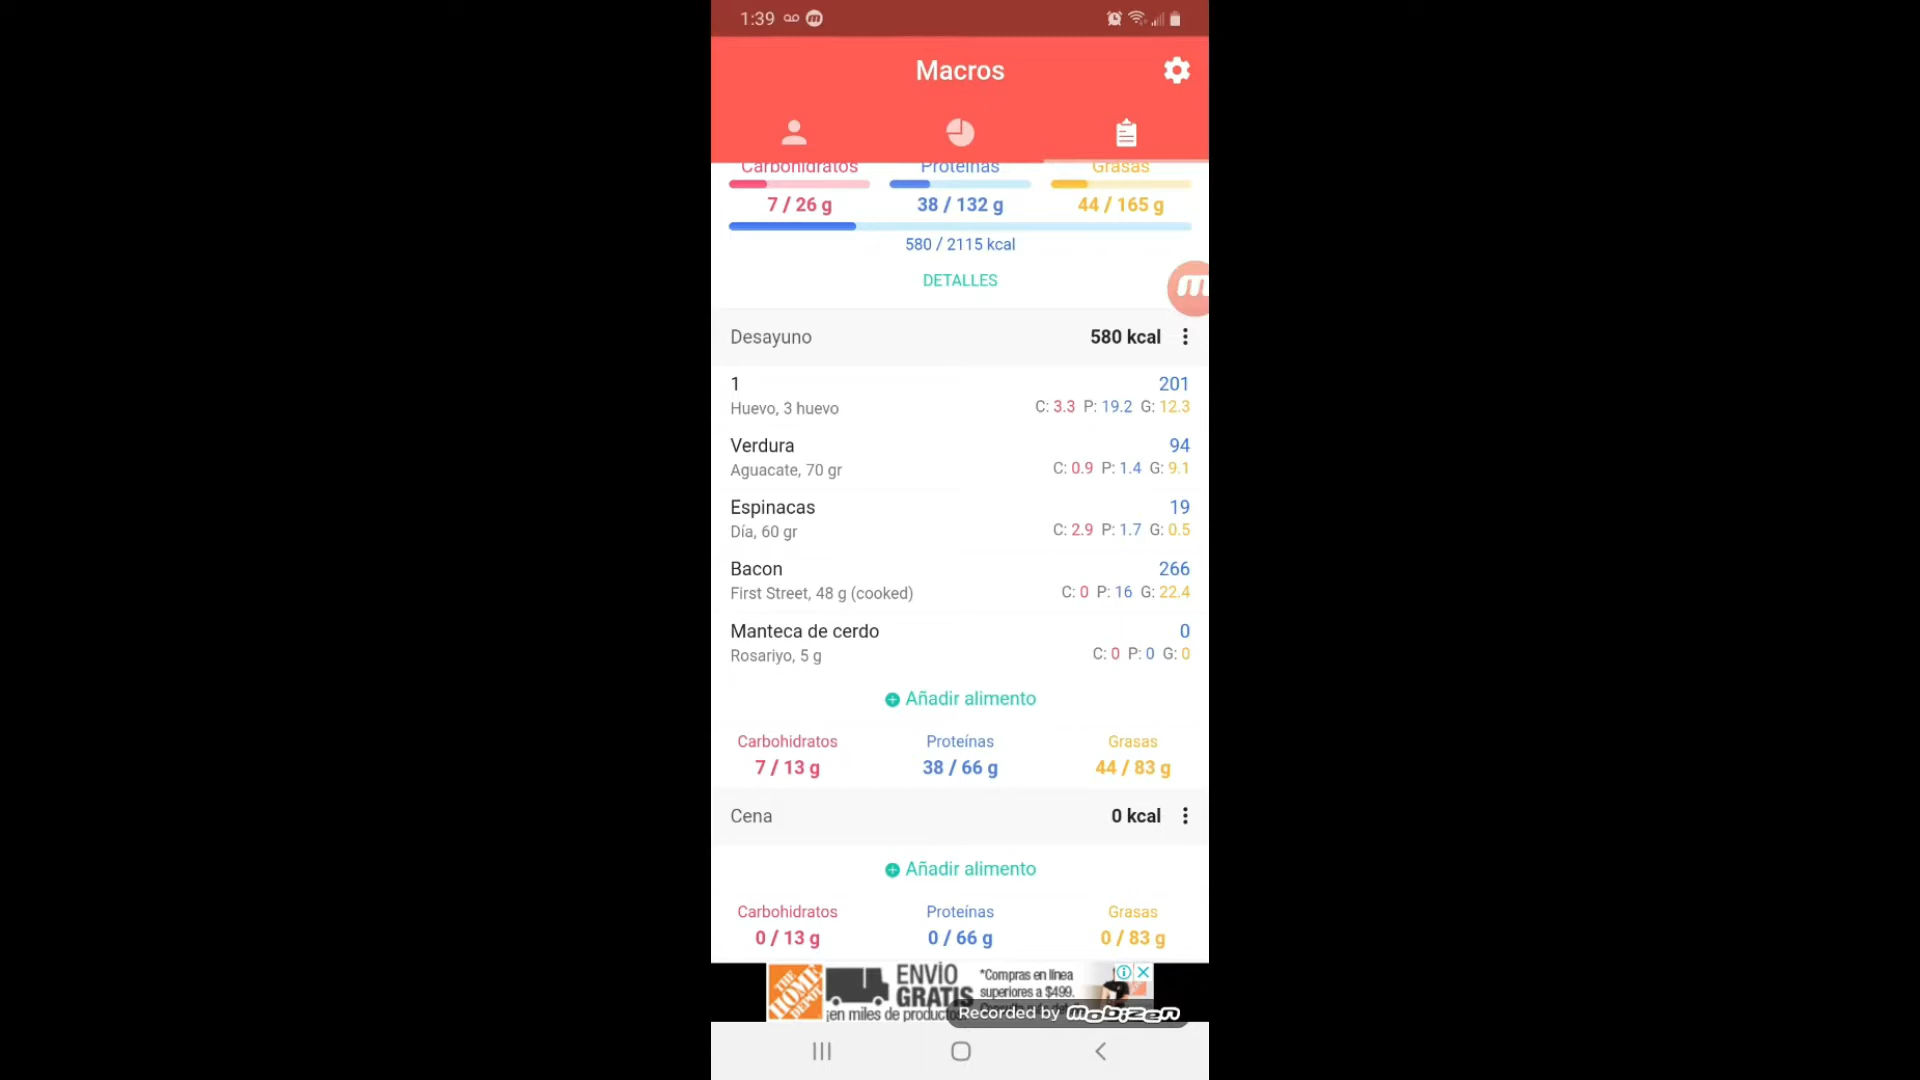 1:39
Macros
Carbohidratos Proteínas Grasas
7 / 26 g 38 / 132 g 44 / 165 g
580 / 2115 kcal
DETALLES
m
Desayuno 580 kcal
1 201
Huevo, 3 huevo C: 3.3 P: 19.2 G: 12.3
Verdura 94
Aguacate, 70 gr C: 0.9 P: 1.4 G: 9.1
Espinacas 19
Día, 60 gr C: 2.9 P: 1.7 G: 0.5
Bacon 266
First Street, 48 g (cooked) C: 0 P: 16 G: 22.4
Manteca de cerdo 0
Rosariyo, 5 g C: 0 P: 0 G: 0
Añadir alimento
Carbohidratos Proteínas Grasas
7 / 13 g 38 / 66 g 44 / 83 g
Cena 0 kcal
Añadir alimento
Carbohidratos Proteínas Grasas
0 / 13 g 0 / 66 g 0 / 83 g
THE HOME DEPOT
ENVÍO GRATIS
¡en miles de producto
*Compras en línea
superiores a $499.
Recorded by mobizen